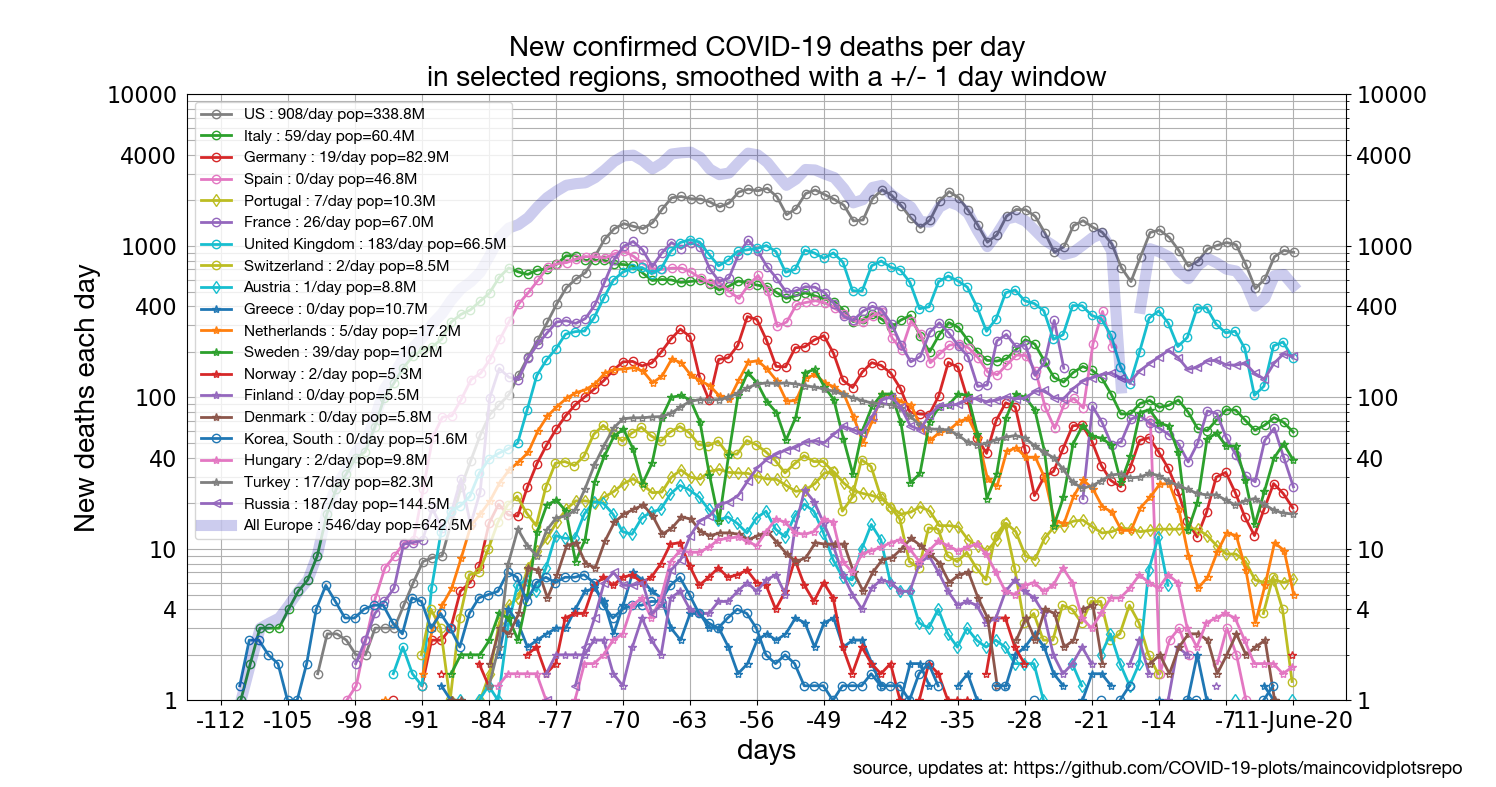 New confirmed COVID-19 deaths per day
in selected regions, smoothed with a +/- 1 day window
10000
4000
1000
400
100
40
10
4
1
New deaths each day
US : 908/day pop=338.8M
Italy : 59/day pop=60.4M
Germany : 19/day pop=82.9M
Spain : 0/day pop=46.8M
Portugal : 7/day pop=10.3M
France : 26/day pop=67.0M
United Kingdom : 183/day pop=66.5M
Switzerland : 2/day pop=8.5M
Austria : 1/day pop=8.8M
Greece : 0/day pop=10.7M
Netherlands : 5/day pop=17.2M
Sweden : 39/day pop=10.2M
Norway : 2/day pop=5.3M
Finland : 0/day pop=5.5M
Denmark : 0/day pop=5.8M
Korea, South : 0/day pop=51.6M
Hungary : 2/day pop=9.8M
Turkey : 17/day pop=82.3M
Russia : 187/day pop=144.5M
All Europe : 546/day pop=642.5M
10000
4000
1000
400
100
40
10
4
1
-112 -105 -98 -91 -84 -77 -70 -63 -56 -49 -42 -35 -28 -21 -14 -7 11-June-20
days
source, updates at: https://github.com/COVID-19-plots/maincovidplotsrepo